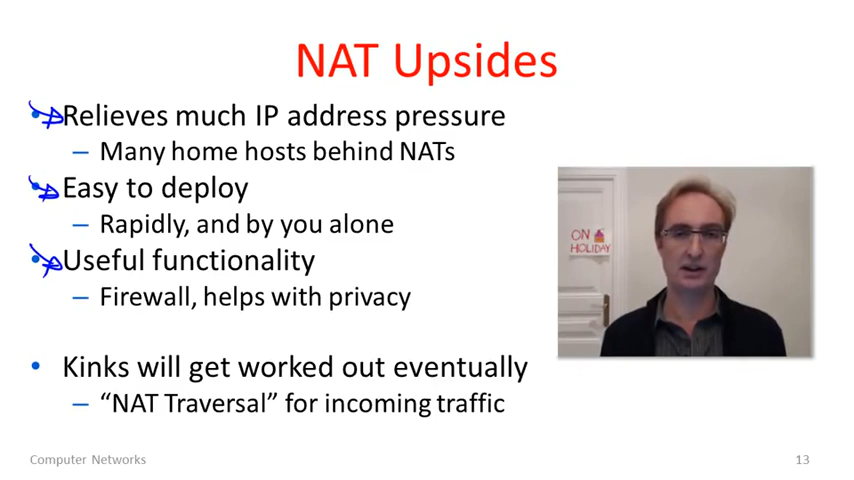 NAT Upsides
• Relieves much IP address pressure
– Many home hosts behind NATs
• Easy to deploy
– Rapidly, and by you alone
• Useful functionality
– Firewall, helps with privacy
• Kinks will get worked out eventually
– “NAT Traversal” for incoming traffic
ON
HOLIDAY
Computer Networks
13